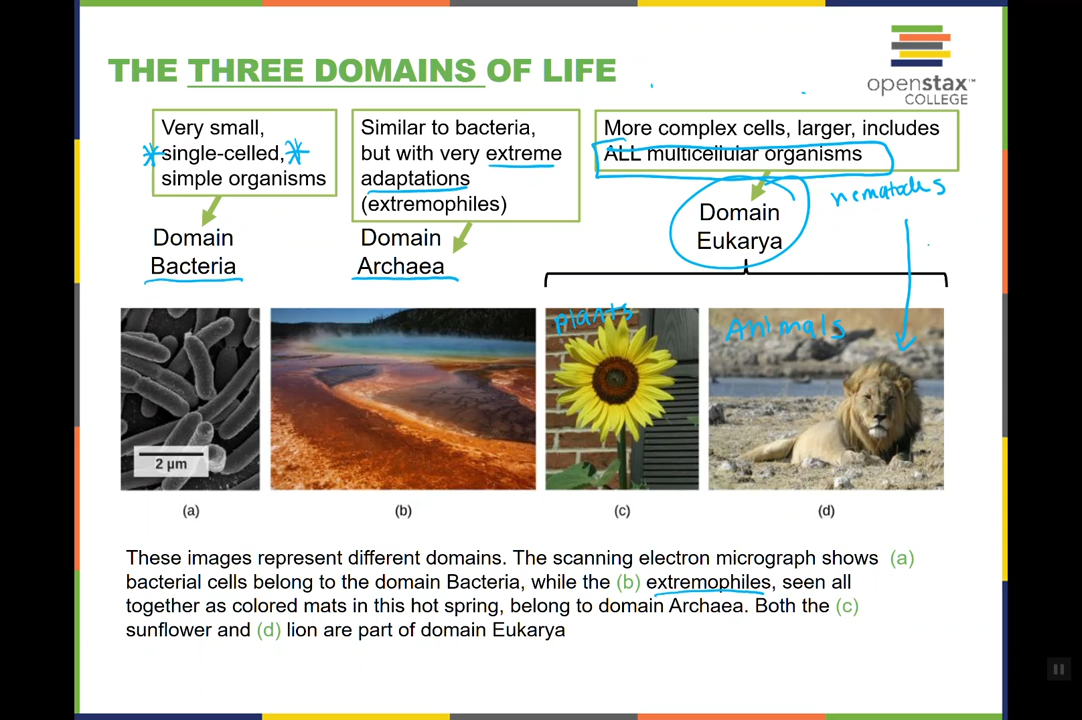 THE THREE DOMAINS OF LIFE
openstax™
COLLEGE
Very small,
single-celled,
simple organisms
Similar to bacteria,
but with very extreme
adaptations
(extremophiles)
More complex cells, larger, includes
ALL multicellular organisms
nematodes
Domain
Bacteria
Domain
Archaea
Domain
Eukarya
plants
Animals
2 µm
(a)
(b)
(c)
(d)
These images represent different domains. The scanning electron micrograph shows (a)
bacterial cells belong to the domain Bacteria, while the (b) extremophiles, seen all
together as colored mats in this hot spring, belong to domain Archaea. Both the (c)
sunflower and (d) lion are part of domain Eukarya